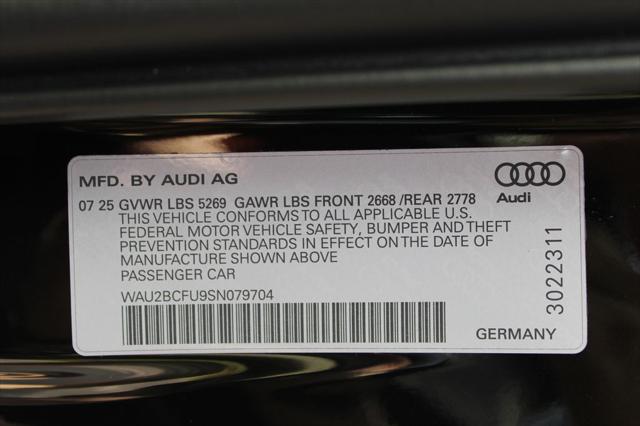 MFD. BY AUDI AG
07 25 GVWR LBS 5269 GAWR LBS FRONT 2668 /REAR 2778
THIS VEHICLE CONFORMS TO ALL APPLICABLE U.S.
FEDERAL MOTOR VEHICLE SAFETY, BUMPER AND THEFT
PREVENTION STANDARDS IN EFFECT ON THE DATE OF
MANUFACTURE SHOWN ABOVE
PASSENGER CAR
WAU2BCFU9SN079704
Audi
3022311
GERMANY